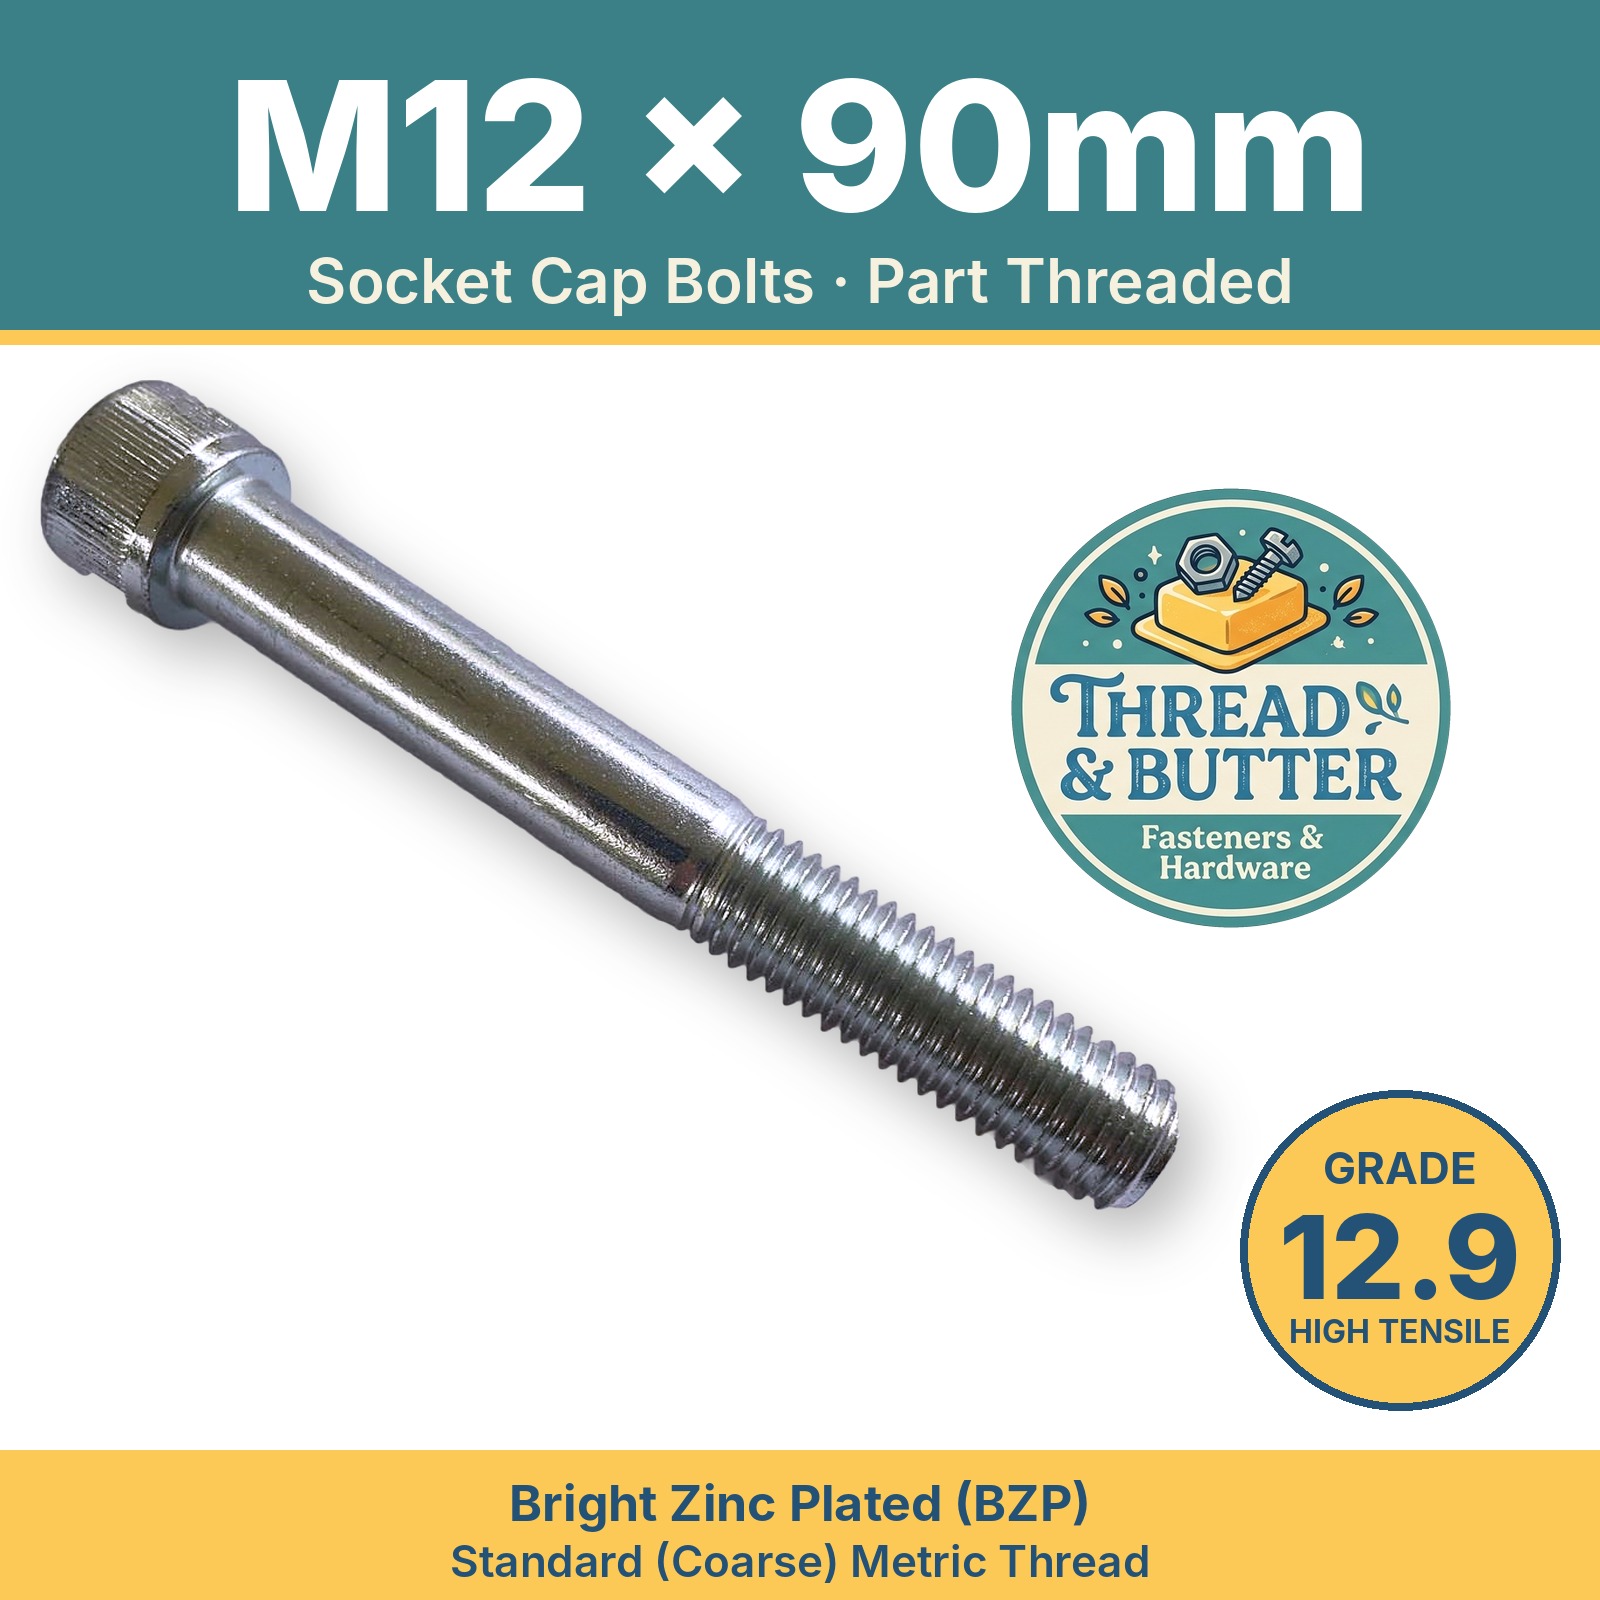 M12 × 90mm
Socket Cap Bolts · Part Threaded
THREAD
& BUTTER
Fasteners &
Hardware
GRADE
12.9
HIGH TENSILE
Bright Zinc Plated (BZP)
Standard (Coarse) Metric Thread